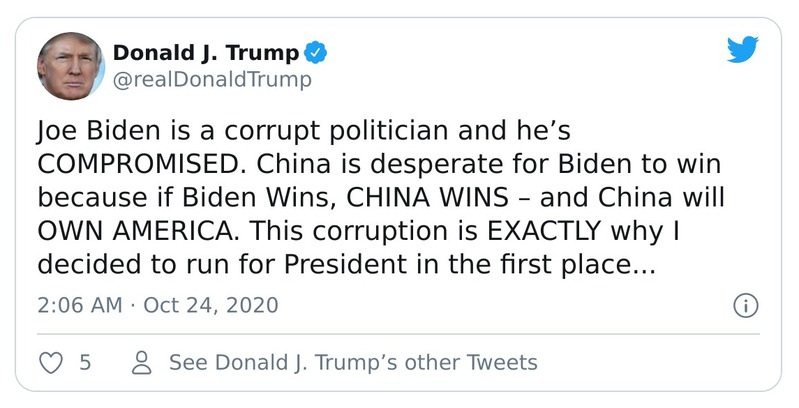 Donald J. Trump
@realDonaldTrump
Joe Biden is a corrupt politician and he’s
COMPROMISED. China is desperate for Biden to win
because if Biden Wins, CHINA WINS – and China will
OWN AMERICA. This corruption is EXACTLY why I
decided to run for President in the first place...
2:06 AM · Oct 24, 2020
5 See Donald J. Trump’s other Tweets